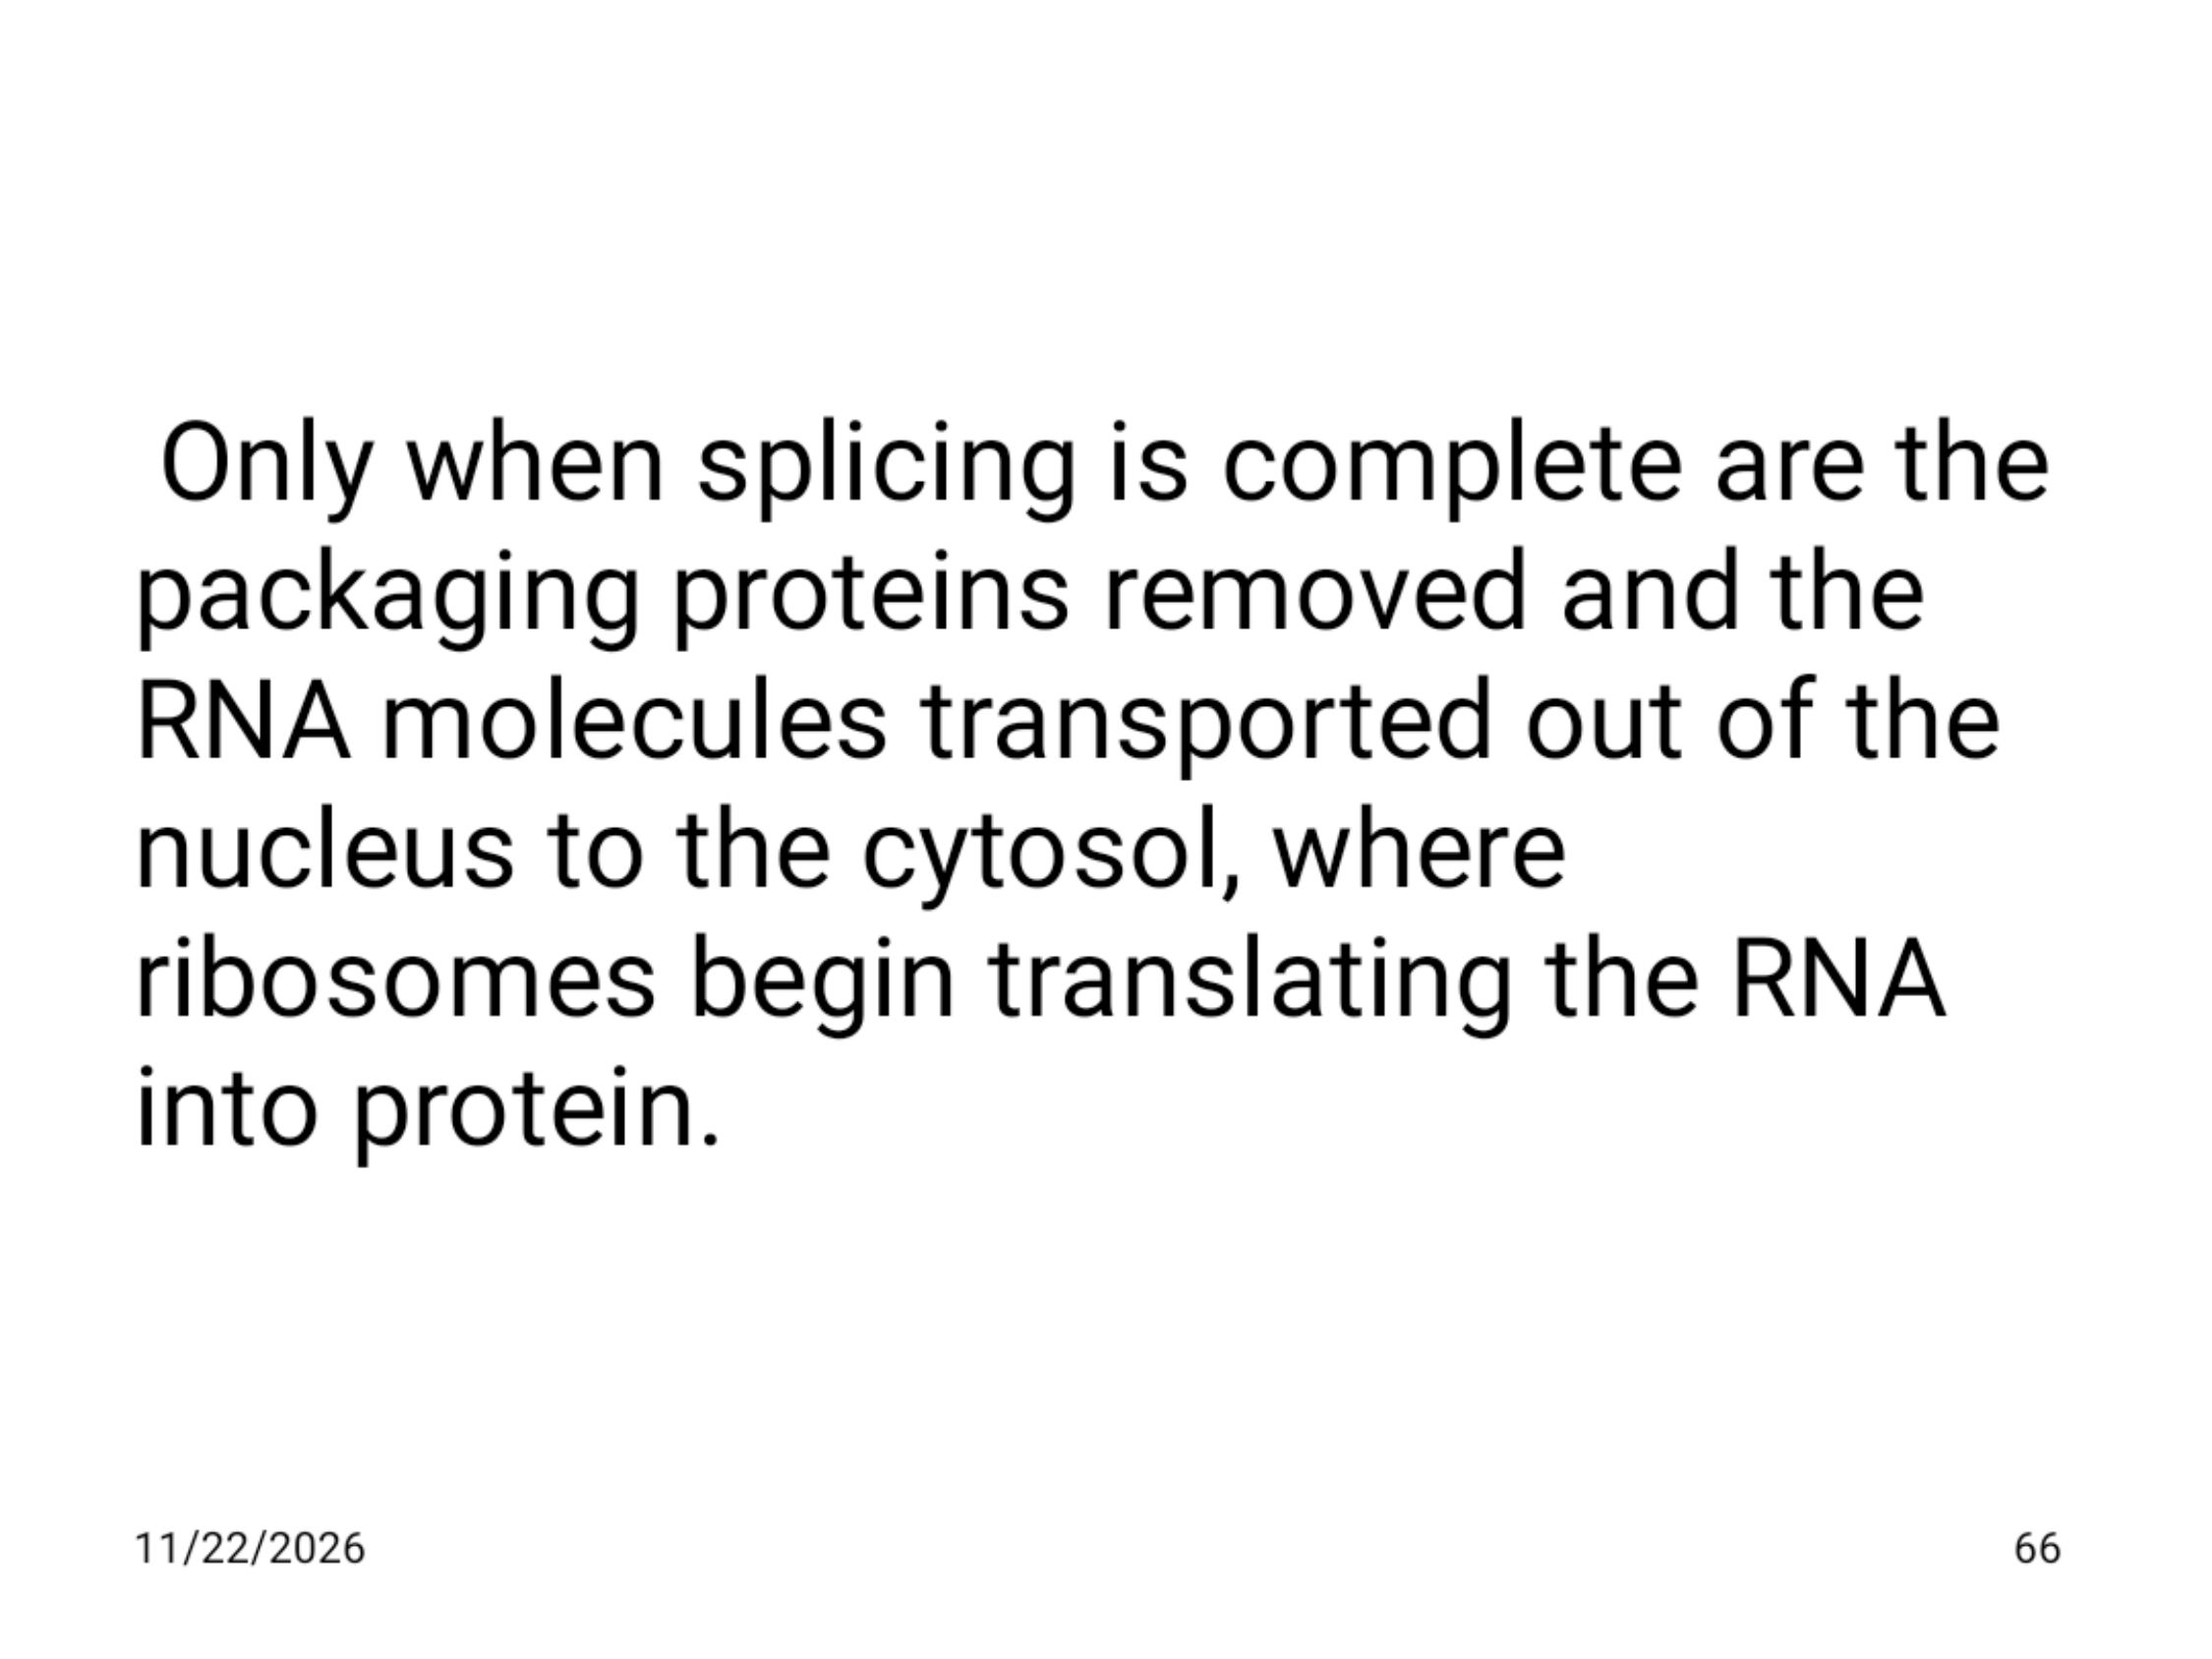 Only when splicing is complete are the
packaging proteins removed and the
RNA molecules transported out of the
nucleus to the cytosol, where
ribosomes begin translating the RNA
into protein.
11/22/2026
66